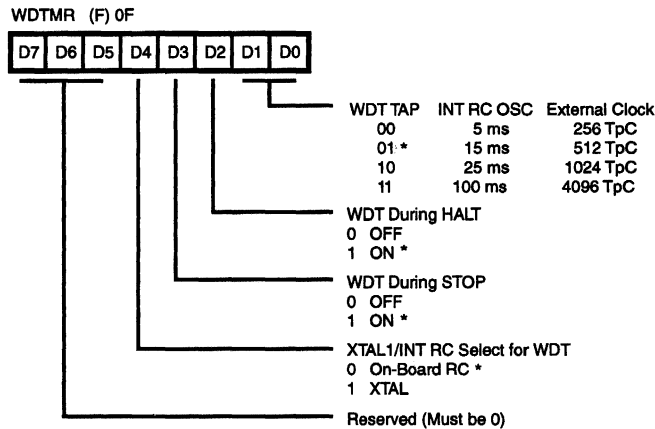 WDTMR (F) 0F
D7 D6 D5 D4 D3 D2 D1 D0
WDT TAP INT RC OSC External Clock
00 5 ms 256 TpC
01 * 15 ms 512 TpC
10 25 ms 1024 TpC
11 100 ms 4096 TpC
WDT During HALT
0 OFF
1 ON *
WDT During STOP
0 OFF
1 ON *
XTAL1/INT RC Select for WDT
0 On-Board RC *
1 XTAL
Reserved (Must be 0)